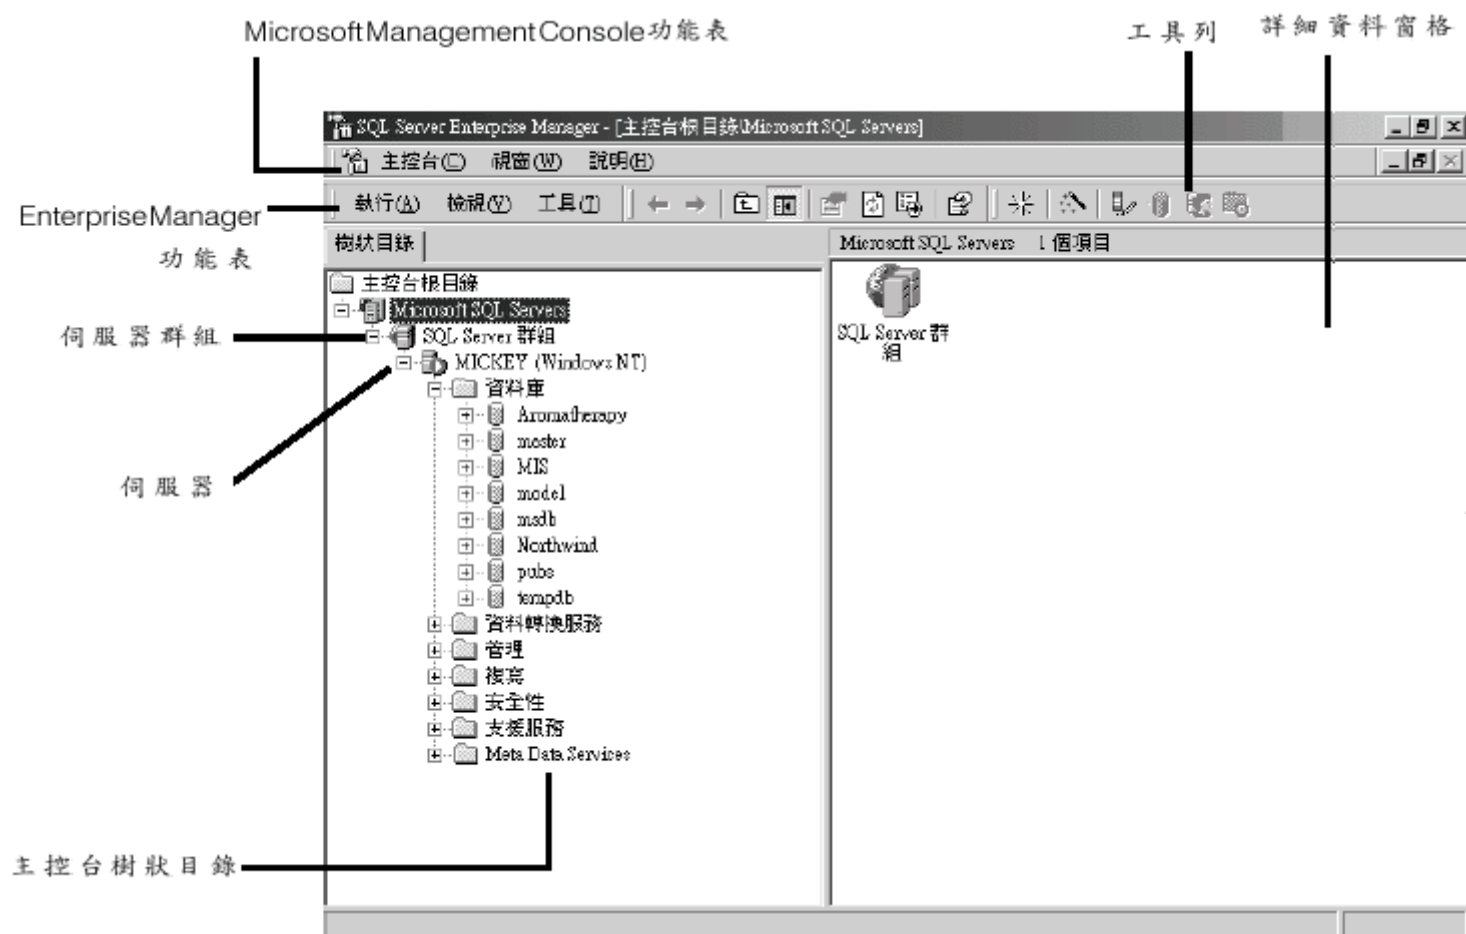 MicrosoftManagementConsole功能表
工具列
詳細資料窗格
SQL Server Enterprise Manager - [主控台根目錄\Microsoft SQL Servers]
主控台(C) 視窗(W) 說明(H)
執行(A) 檢視(V) 工具(T)
EnterpriseManager
功能表
樹狀目錄
Microsoft SQL Servers 1 個項目
主控台根目錄
Microsoft SQL Servers
SQL Server 群組
MICKEY (Windows NT)
資料庫
Aromatherapy
master
MIS
model
msdb
Northwind
pubs
tempdb
資料轉換服務
管理
複寫
安全性
支援服務
Meta Data Services
SQL Server 群
組
伺服器群組
伺服器
主控台樹狀目錄